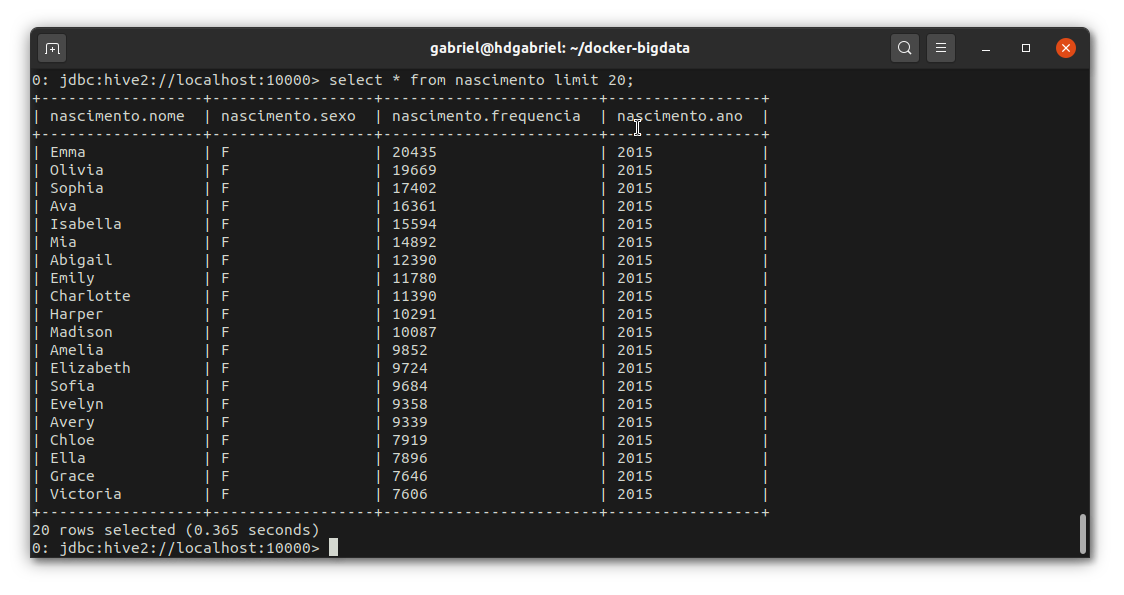 gabriel@hdgabriel: ~/docker-bigdata
0: jdbc:hive2://localhost:10000> select * from nascimento limit 20;
+------------------+------------------+------------------------+-----------------+
| nascimento.nome  | nascimento.sexo  | nascimento.frequencia  | nascimento.ano  |
+------------------+------------------+------------------------+-----------------+
| Emma             | F                | 20435                  | 2015            |
| Olivia           | F                | 19669                  | 2015            |
| Sophia           | F                | 17402                  | 2015            |
| Ava              | F                | 16361                  | 2015            |
| Isabella         | F                | 15594                  | 2015            |
| Mia              | F                | 14892                  | 2015            |
| Abigail          | F                | 12390                  | 2015            |
| Emily            | F                | 11780                  | 2015            |
| Charlotte        | F                | 11390                  | 2015            |
| Harper           | F                | 10291                  | 2015            |
| Madison          | F                | 10087                  | 2015            |
| Amelia           | F                | 9852                   | 2015            |
| Elizabeth        | F                | 9724                   | 2015            |
| Sofia            | F                | 9684                   | 2015            |
| Evelyn           | F                | 9358                   | 2015            |
| Avery            | F                | 9339                   | 2015            |
| Chloe            | F                | 7919                   | 2015            |
| Ella             | F                | 7896                   | 2015            |
| Grace            | F                | 7646                   | 2015            |
| Victoria         | F                | 7606                   | 2015            |
+------------------+------------------+------------------------+-----------------+
20 rows selected (0.365 seconds)
0: jdbc:hive2://localhost:10000>